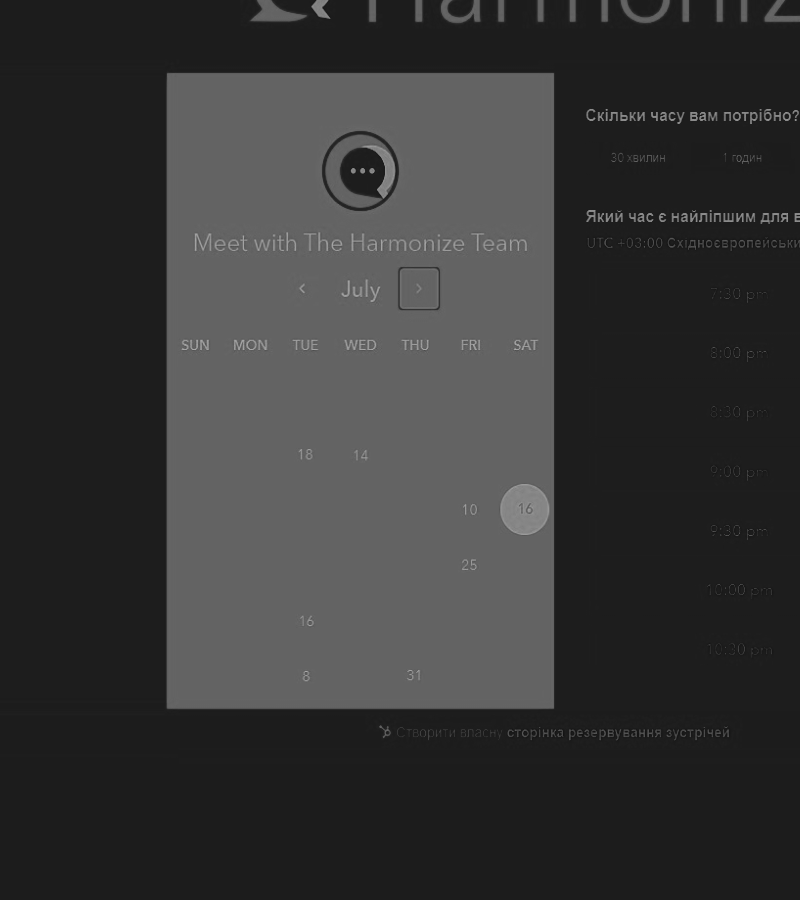 Harmoniz
Meet with The Harmonize Team
July
SUN MON TUE WED THU FRI SAT
18 14
10 16
25
16
8 31
Скільки часу вам потрібно?
30 хвилин 1 годин
Який час є найліпшим для в
UTC +03:00 Східноєвропейськи
7:30 pm
8:00 pm
8:30 pm
9:00 pm
9:30 pm
10:00 pm
10:30 pm
Створити власну сторінка резервування зустрічей